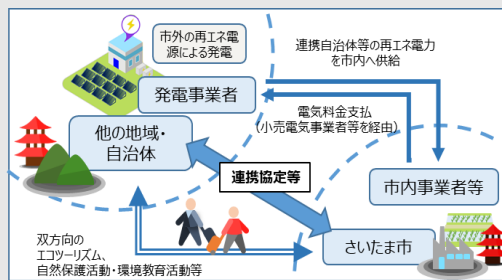 市外の再エネ電
源による発電
発電事業者
他の地域・
自治体
連携自治体等の再エネ電力
を市内へ供給
電気料金支払
(小売電気事業者等を経由)
連携協定等
市内事業者等
さいたま市
双方向の
エコツーリズム、
自然保護活動・環境教育活動等